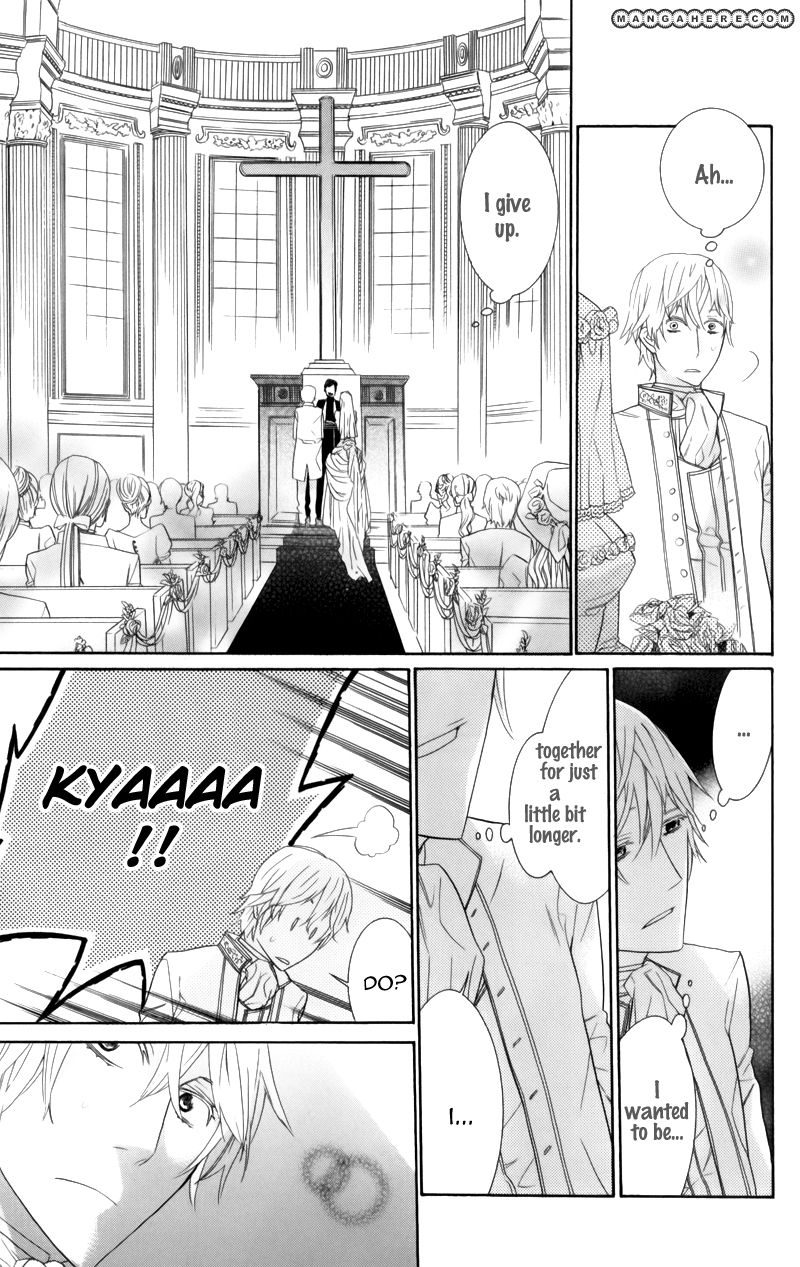 MANGAHERE.COM
Ah...
I give
up.
...
I
wanted
to be...
together
for just
a
little bit
longer.
I...
DO?
KYAAAA
!!